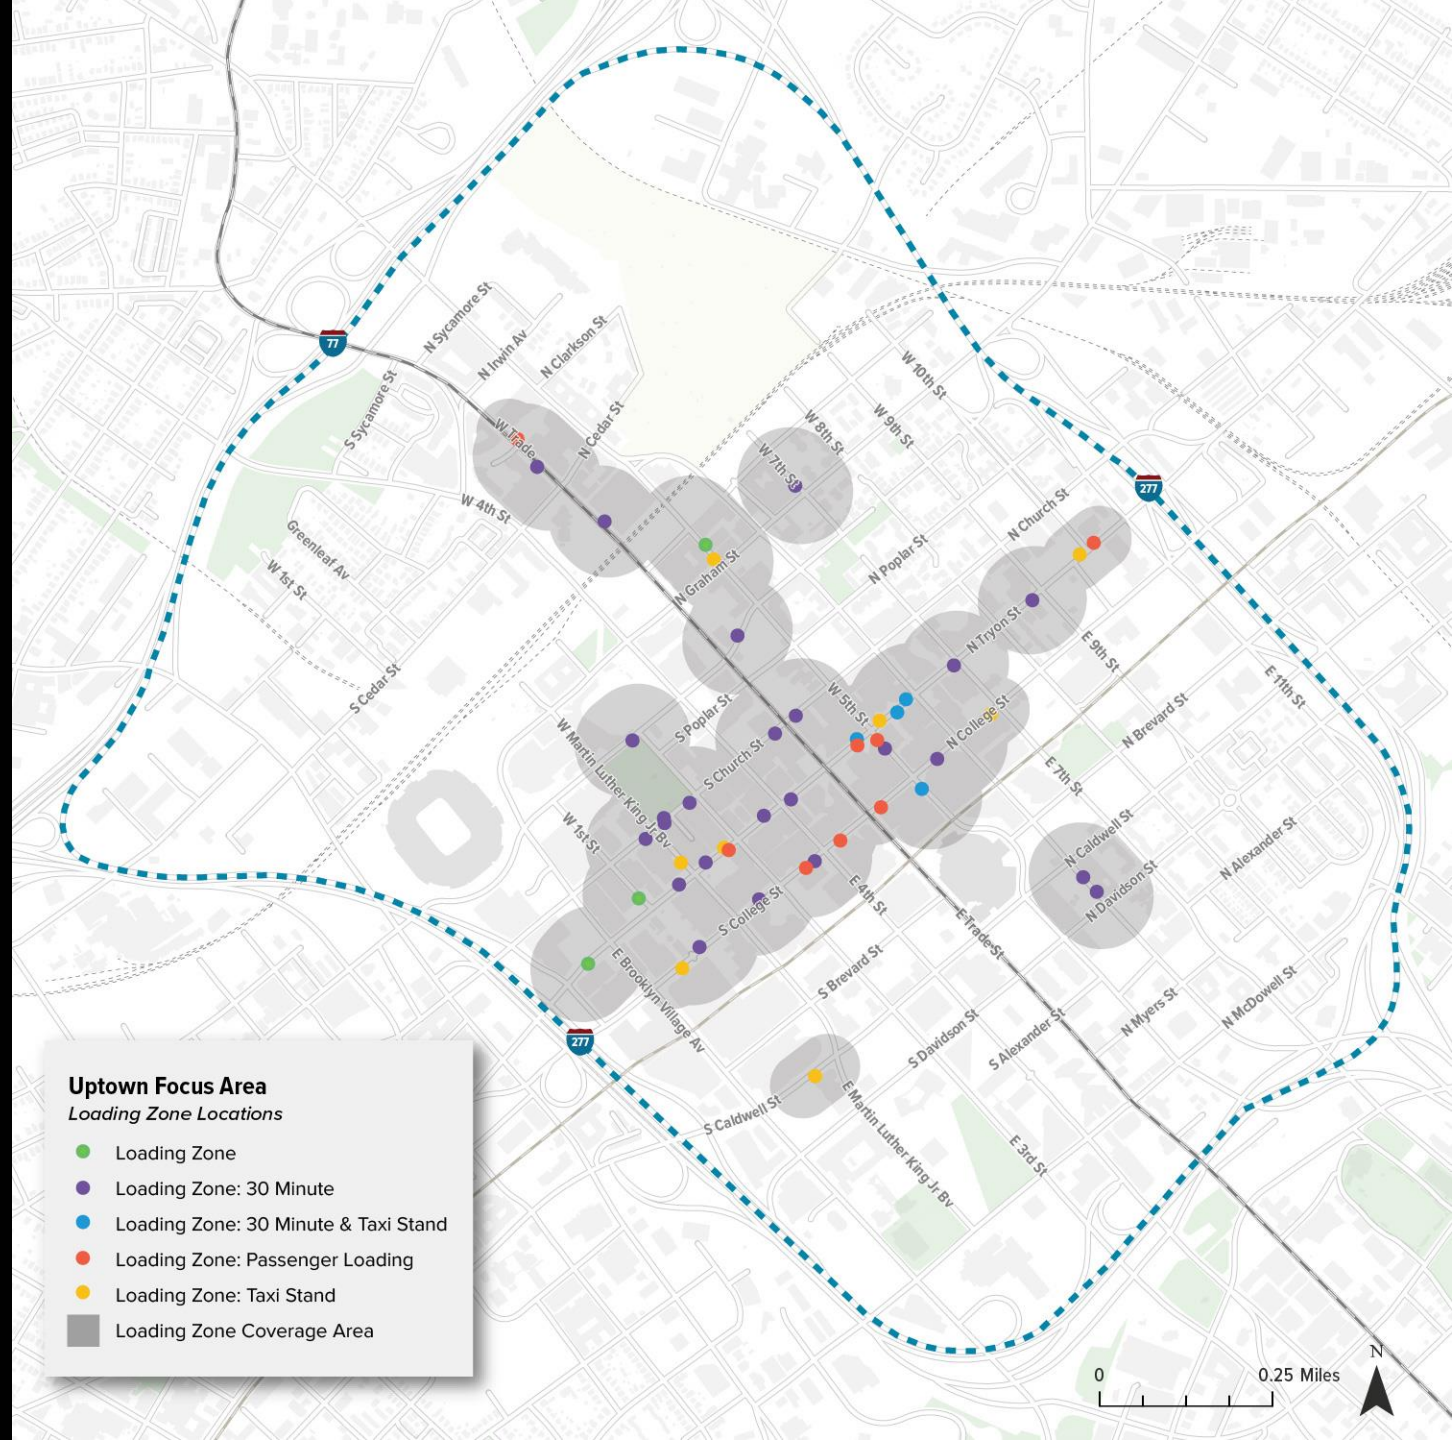 N Sycamore St
N Irwin Av
N Clarkson St
77
S Sycamore St
N Cedar St
W Trade
W 4th St
W 10th St
W 9th St
W 8th St
W 7th St
277
N Church St
Greenleaf Av
W 1st St
N Graham St
N Poplar St
N Tryon St
E 9th St
E 11th St
S Cedar St
W 5th St
S Poplar St
N College St
N Brevard St
W Martin Luther King Jr Bv
S Church St
E 7th St
W 1st St
N Caldwell St
N Alexander St
N Davidson St
E 4th St
S College St
E Trade St
E Brooklyn Village Av
S Brevard St
N Myers St
N McDowell St
277
S Davidson St
S Alexander St
S Caldwell St
E Martin Luther King Jr Bv
E 3rd St
Uptown Focus Area
Loading Zone Locations
Loading Zone
Loading Zone: 30 Minute
Loading Zone: 30 Minute & Taxi Stand
Loading Zone: Passenger Loading
Loading Zone: Taxi Stand
Loading Zone Coverage Area
N
0 0.25 Miles